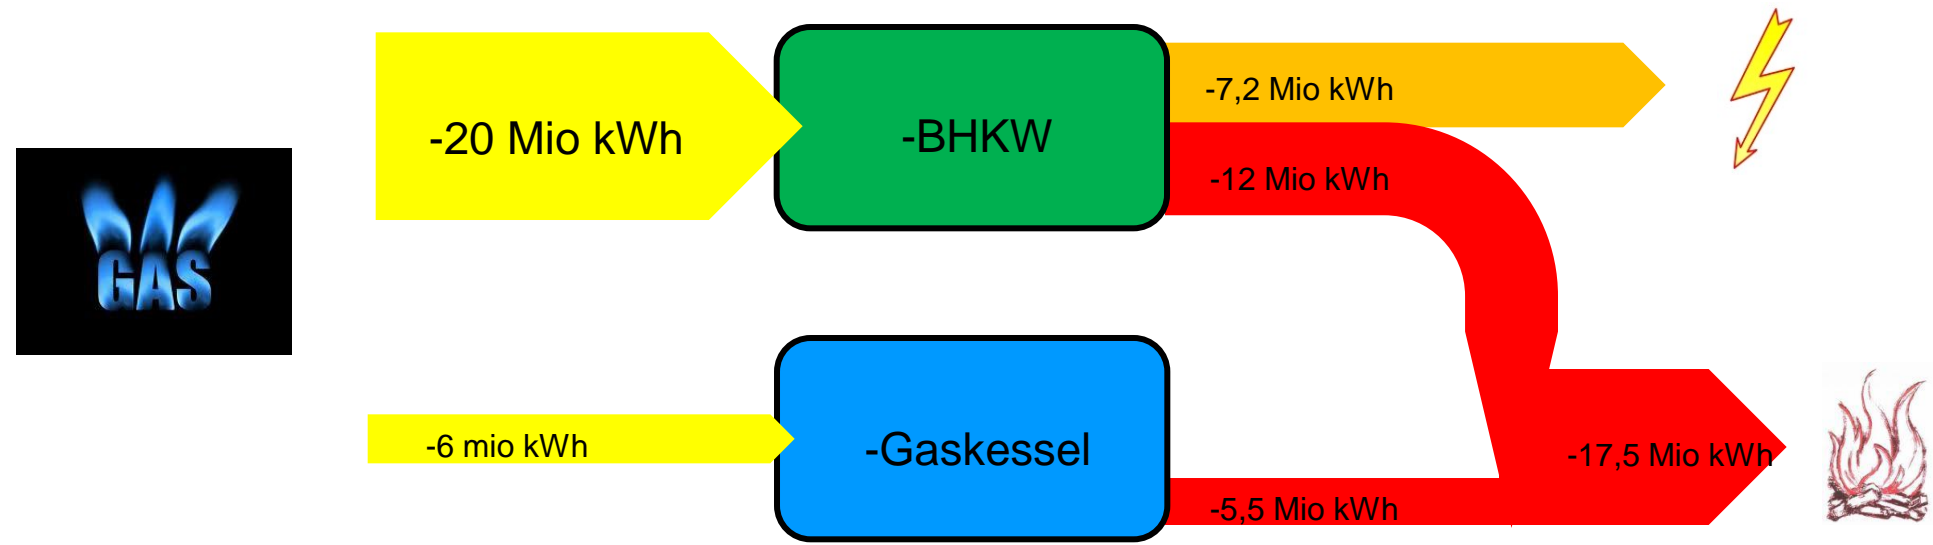 -20 Mio kWh
-BHKW
-7,2 Mio kWh
-12 Mio kWh
GAS
-6 mio kWh
-Gaskessel
-17,5 Mio kWh
-5,5 Mio kWh